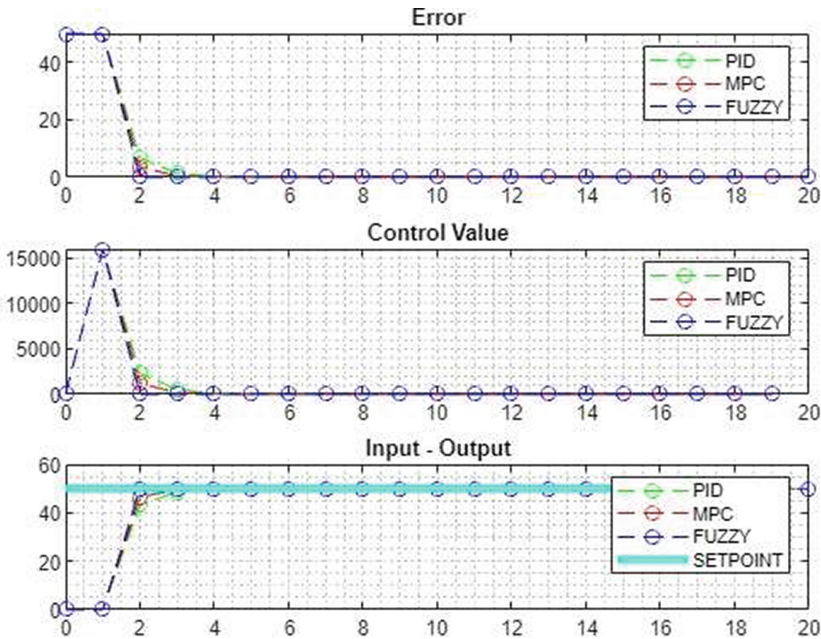 Error
40
20
0
PID
MPC
FUZZY
0 2 4 6 8 10 12 14 16 18 20
Control Value
15000
10000
5000
0
PID
MPC
FUZZY
0 2 4 6 8 10 12 14 16 18 20
Input - Output
60
40
20
0
PID
MPC
FUZZY
SETPOINT
0 2 4 6 8 10 12 14 16 18 20